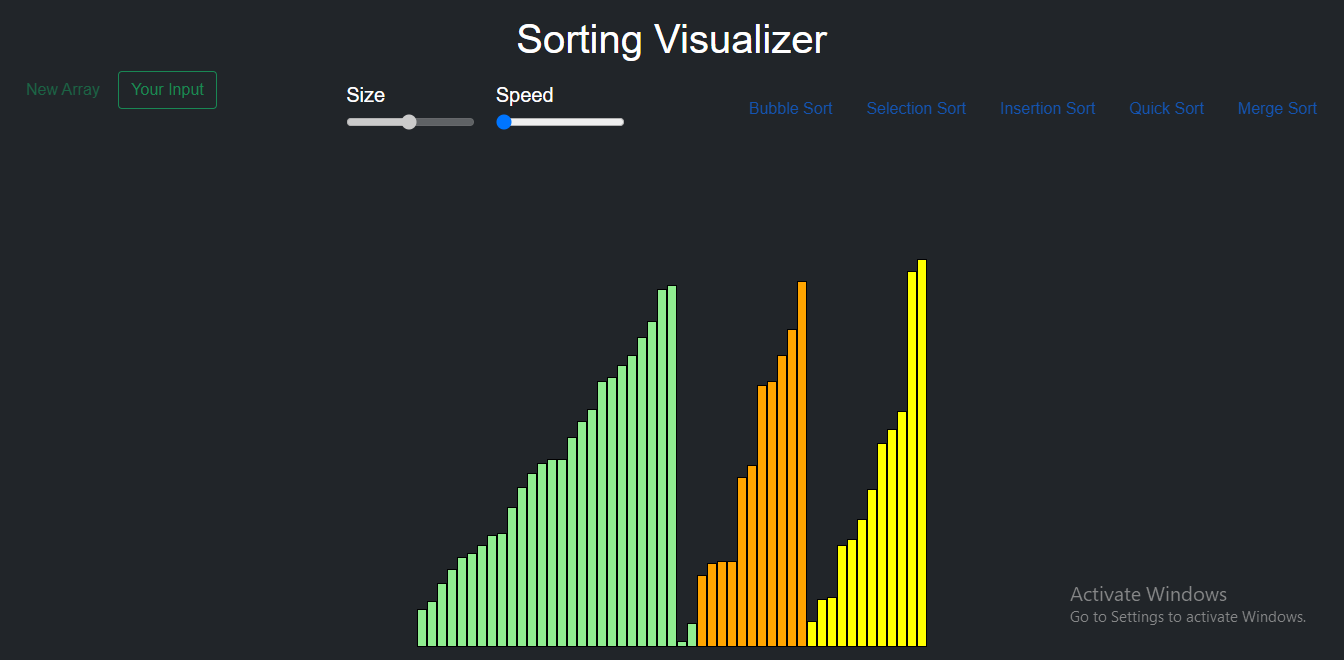 Sorting Visualizer
New Array
Your Input
Size
Speed
Bubble Sort
Selection Sort
Insertion Sort
Quick Sort
Merge Sort
Activate Windows
Go to Settings to activate Windows.